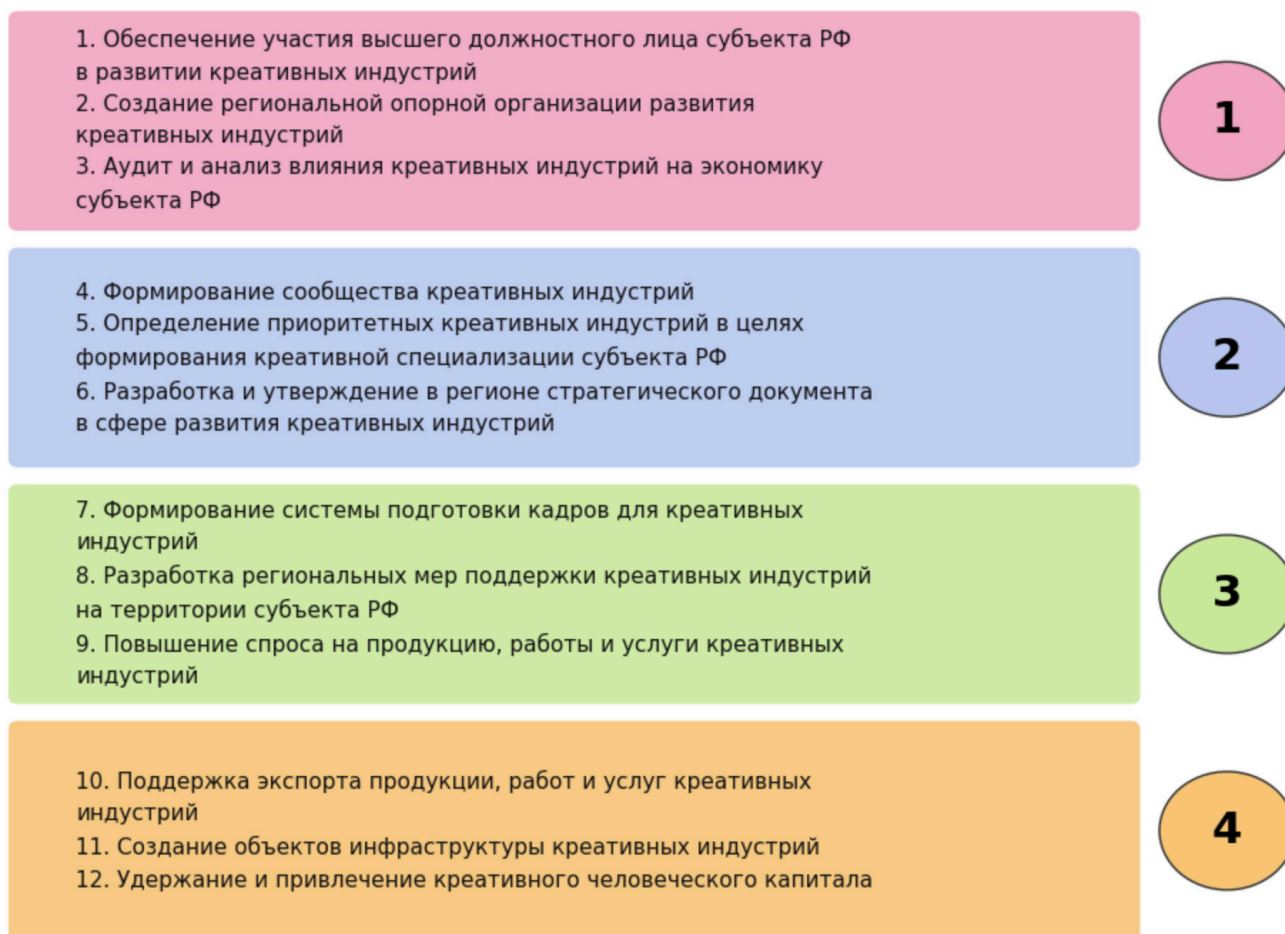 1. Обеспечение участия высшего должностного лица субъекта РФ
в развитии креативных индустрий
2. Создание региональной опорной организации развития
креативных индустрий
3. Аудит и анализ влияния креативных индустрий на экономику
субъекта РФ
1
4. Формирование сообщества креативных индустрий
5. Определение приоритетных креативных индустрий в целях
формирования креативной специализации субъекта РФ
6. Разработка и утверждение в регионе стратегического документа
в сфере развития креативных индустрий
2
7. Формирование системы подготовки кадров для креативных
индустрий
8. Разработка региональных мер поддержки креативных индустрий
на территории субъекта РФ
9. Повышение спроса на продукцию, работы и услуги креативных
индустрий
3
10. Поддержка экспорта продукции, работ и услуг креативных
индустрий
11. Создание объектов инфраструктуры креативных индустрий
12. Удержание и привлечение креативного человеческого капитала
4